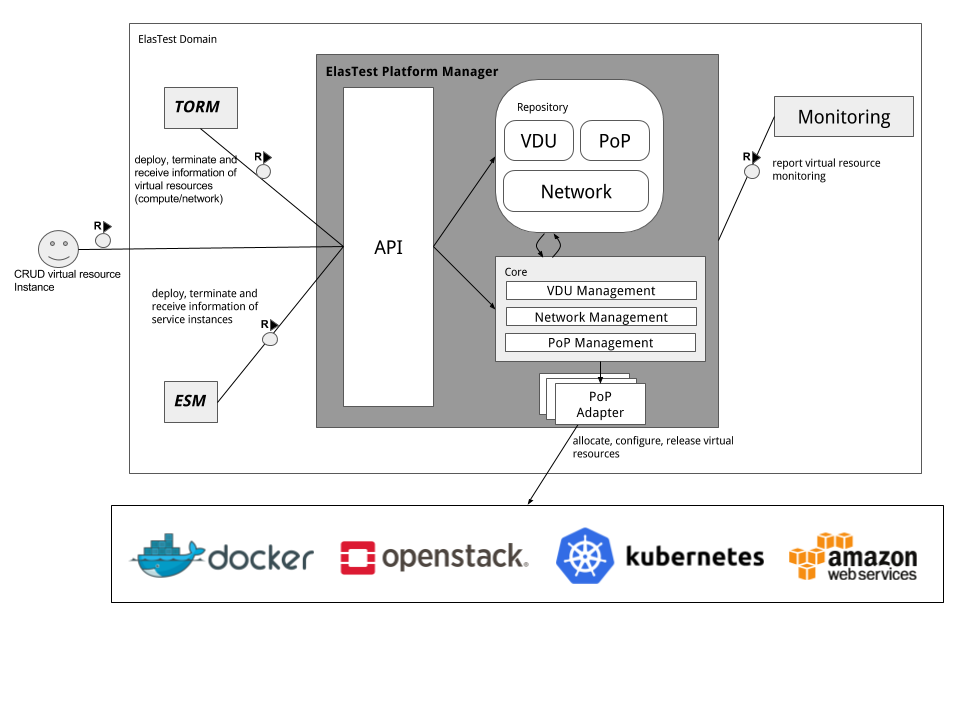 ElasTest Domain
ElasTest Platform Manager
TORM
Repository
VDU
PoP
Monitoring
Network
R
deploy, terminate and
receive information of
virtual resources
(compute/network)
R
report virtual resource
monitoring
R
API
CRUD virtual resource
Instance
Core
VDU Management
Network Management
PoP Management
deploy, terminate and
receive information of
service instances
R
ESM
PoP
Adapter
allocate, configure, release virtual
resources
docker
openstack.
kubernetes
amazon
webservices